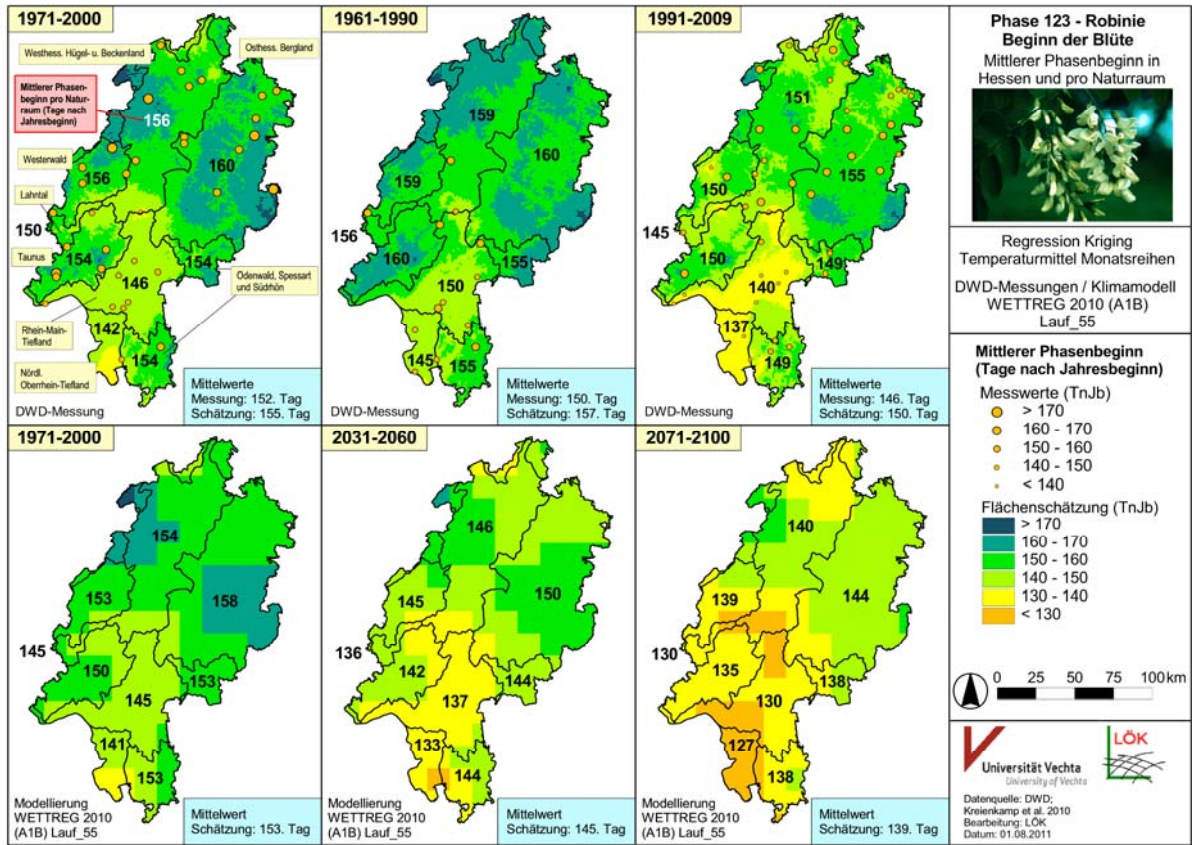 1971-2000
Westhess. Hügel- u. Beckenland
Osthess. Bergland
Mittlerer Phasen-
beginn pro Natur-
raum (Tage nach
Jahresbeginn)
156
160
Westerwald
156
Lahntal
150
Taunus
154
154
146
Odenwald, Spessart
und Südrhön
Rhein-Main-
Tiefland
142
154
Nördl.
Oberrhein-Tiefland
DWD-Messung
Mittelwerte
Messung: 152. Tag
Schätzung: 155. Tag
1961-1990
159
160
159
156
160
155
150
145
155
DWD-Messung
Mittelwerte
Messung: 150. Tag
Schätzung: 157. Tag
1991-2009
151
155
150
145
150
149
140
137
149
DWD-Messung
Mittelwerte
Messung: 146. Tag
Schätzung: 150. Tag
1971-2000
154
153
158
145
150
153
145
141
153
Modellierung
WETTREG 2010
(A1B) Lauf_55
Mittelwert
Schätzung: 153. Tag
2031-2060
146
150
145
136
142
144
137
133
144
Modellierung
WETTREG 2010
(A1B) Lauf_55
Mittelwert
Schätzung: 145. Tag
2071-2100
140
144
139
130
135
138
130
127
138
Modellierung
WETTREG 2010
(A1B) Lauf_55
Mittelwert
Schätzung: 139. Tag
Phase 123 - Robinie
Beginn der Blüte
Mittlerer Phasenbeginn in
Hessen und pro Naturraum
Regression Kriging
Temperaturmittel Monatsreihen
DWD-Messungen / Klimamodell
WETTREG 2010 (A1B)
Lauf_55
Mittlerer Phasenbeginn
(Tage nach Jahresbeginn)
Messwerte (TnJb)
> 170
160 - 170
150 - 160
140 - 150
< 140
Flächenschätzung (TnJb)
> 170
160 - 170
150 - 160
140 - 150
130 - 140
< 130
0 25 50 75 100 km
Universität Vechta
University of Vechta
LÖK
Datenquelle: DWD;
Kreienkamp et al. 2010
Bearbeitung: LÖK
Datum: 01.08.2011